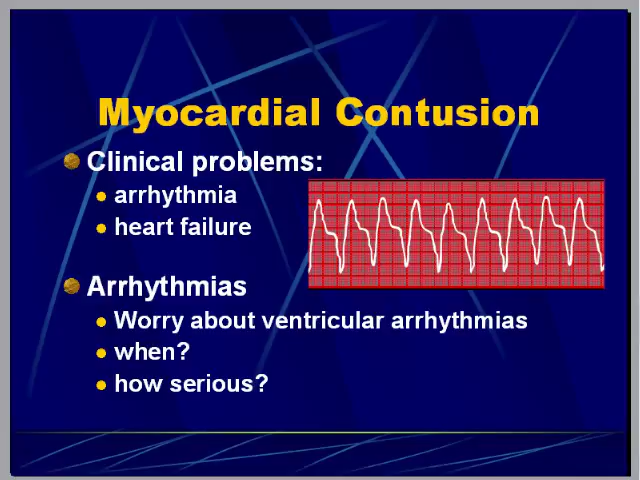 Myocardial Contusion
Clinical problems:
arrhythmia
heart failure
Arrhythmias
Worry about ventricular arrhythmias
when?
how serious?